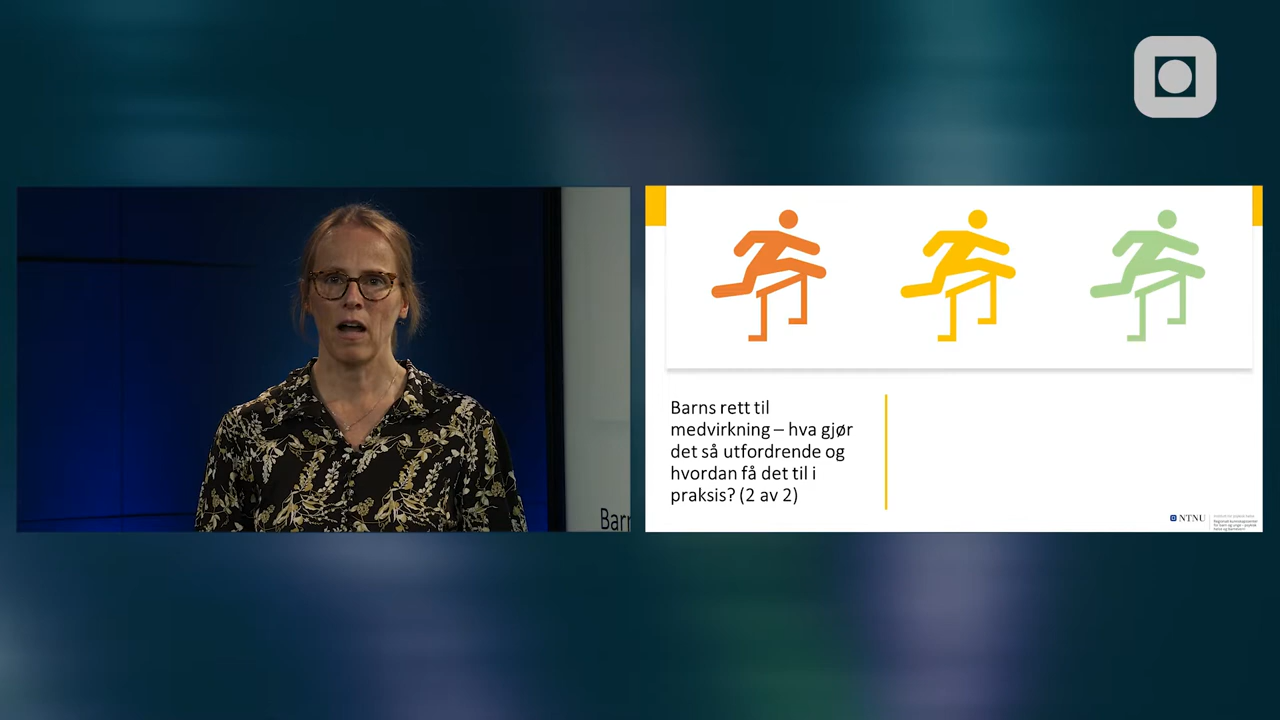 Barns rett til
medvirkning – hva gjør
det så utfordrende og
hvordan få det til i
praksis? (2 av 2)
NTNU